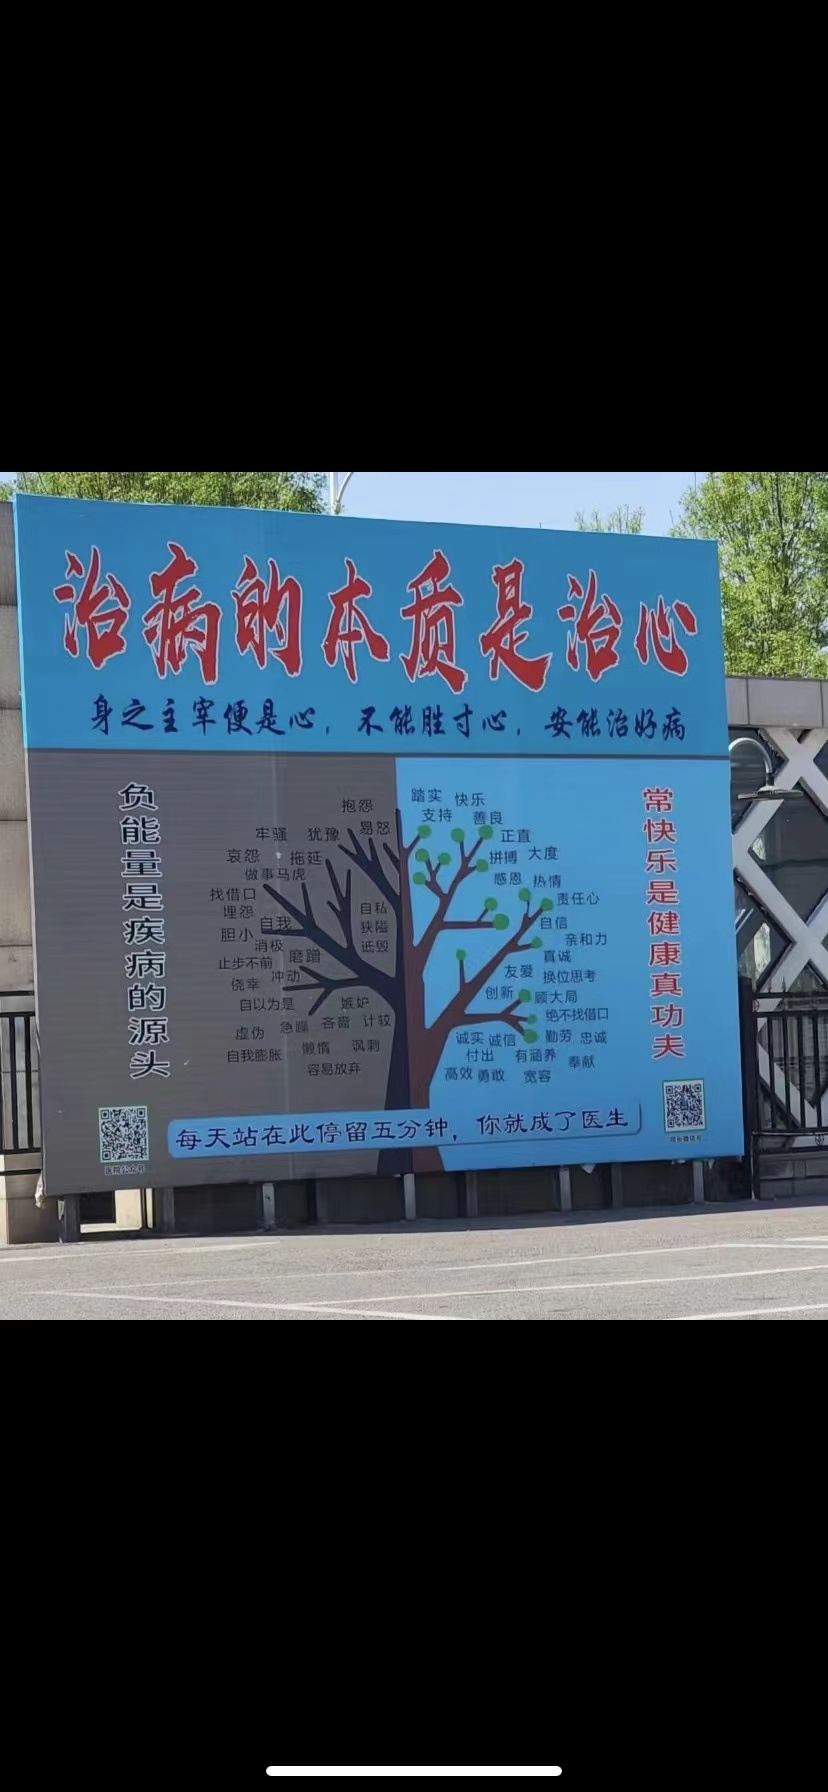 治病的本质是治心
身之主宰便是心，不能胜寸心，安能治好病
负能量是疾病的源头
抱怨
牢骚 犹豫 易怒
哀怨 拖延
做事马虎
找借口
埋怨 自私
自我
胆小 狭隘
消极 诋毁
止步不前 磨蹭
侥幸 冲动
自以为是 嫉妒
虚伪 急躁 吝啬 计较
自我膨胀 懒惰 讽刺
容易放弃
踏实 快乐
支持 善良
正直
拼搏 大度
感恩 热情
责任心
自信
亲和力
真诚
友爱 换位思考
创新 顾大局
绝不找借口
诚实 诚信 勤劳 忠诚
付出 有涵养 奉献
高效 勇敢 宽容
常快乐是健康真功夫
每天站在此停留五分钟，你就成了医生
医院公众号
院长微信号